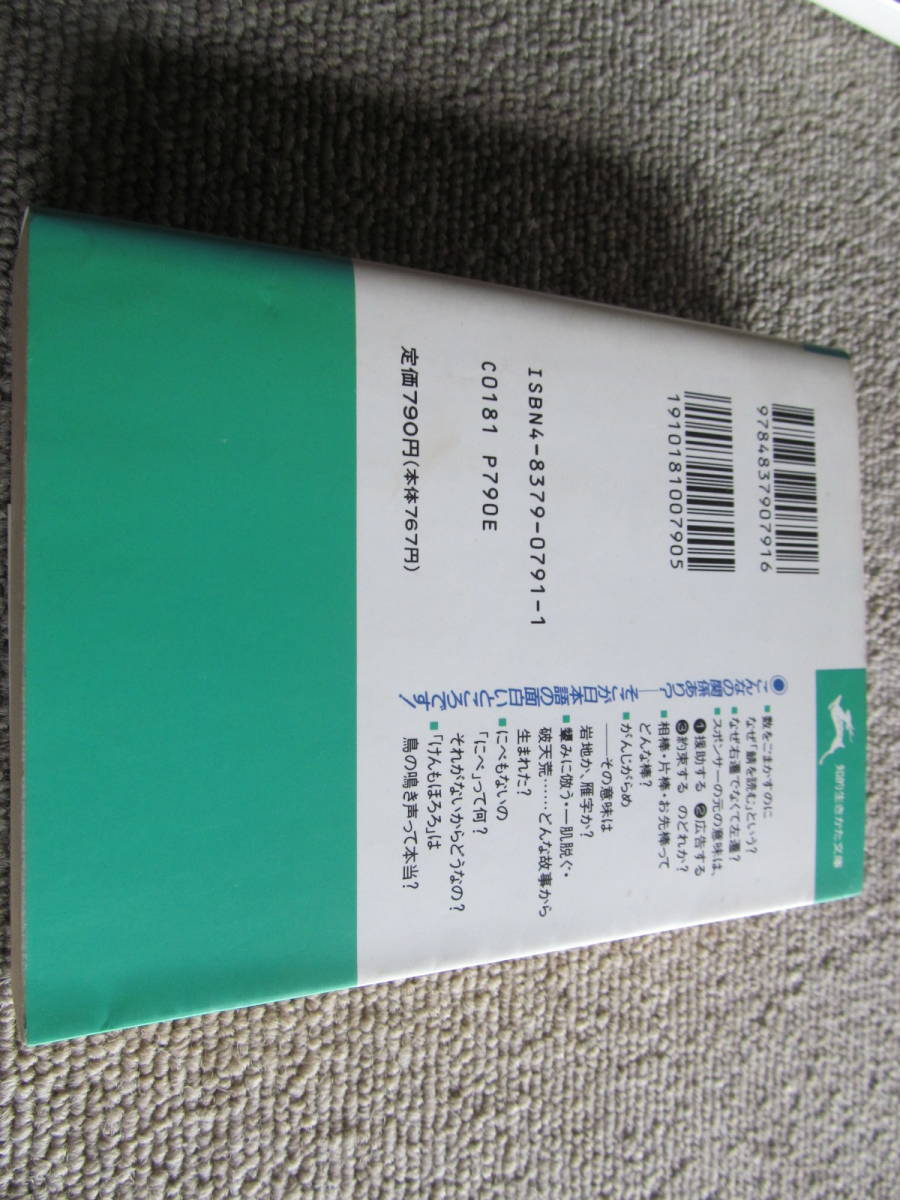 知的生きかた文庫
●こんなの関係あり?
――そこが日本語の面白いところです!
■数をごまかすのに
なぜ「鯖を読む」という?
■なぜ右遷でなくて左遷?
■スポンサーの元の意味は、
❶援助する ❷広告する
❸約束する のどれか?
■相棒・片棒・お先棒って
どんな棒?
■がんじがらめ
――その意味は
岩地か、雁字か?
■顰みに倣う・一肌脱ぐ・
破天荒……どんな故事から
生まれた?
■にべもないの
「にべ」って何?
それがないからどうなの?
■「けんもほろろ」は
鳥の鳴き声って本当?
9784837907916
1910181007905
ISBN4-8379-0791-1
C0181 P790E
定価790円(本体767円)